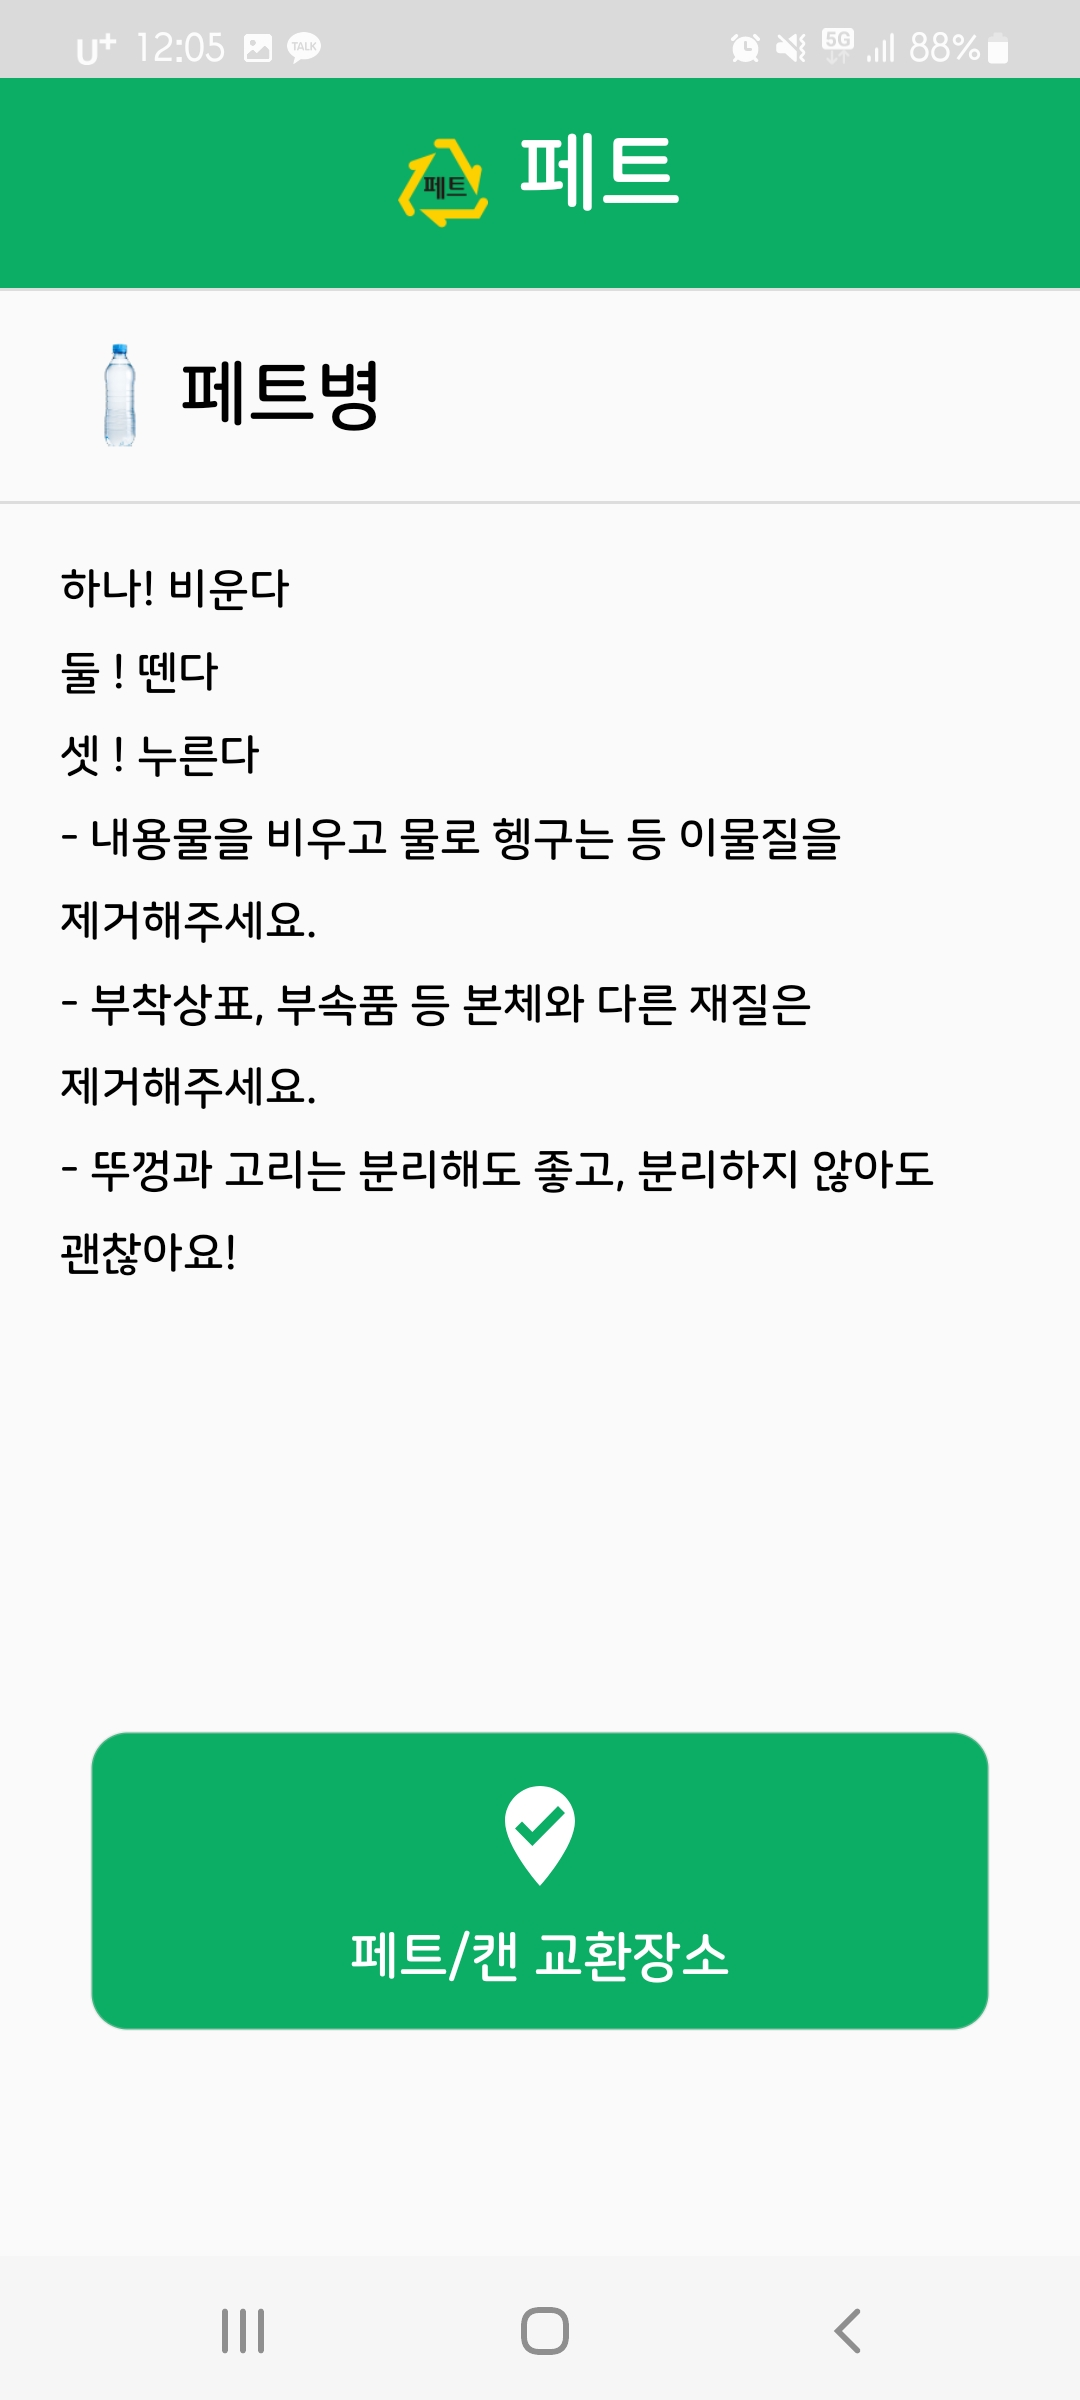 U+ 12:05 TALK 5G 88%
페트 페트
페트병
하나! 비운다
둘 ! 뗀다
셋 ! 누른다
- 내용물을 비우고 물로 헹구는 등 이물질을
제거해주세요.
- 부착상표, 부속품 등 본체와 다른 재질은
제거해주세요.
- 뚜껑과 고리는 분리해도 좋고, 분리하지 않아도
괜찮아요!
페트/캔 교환장소